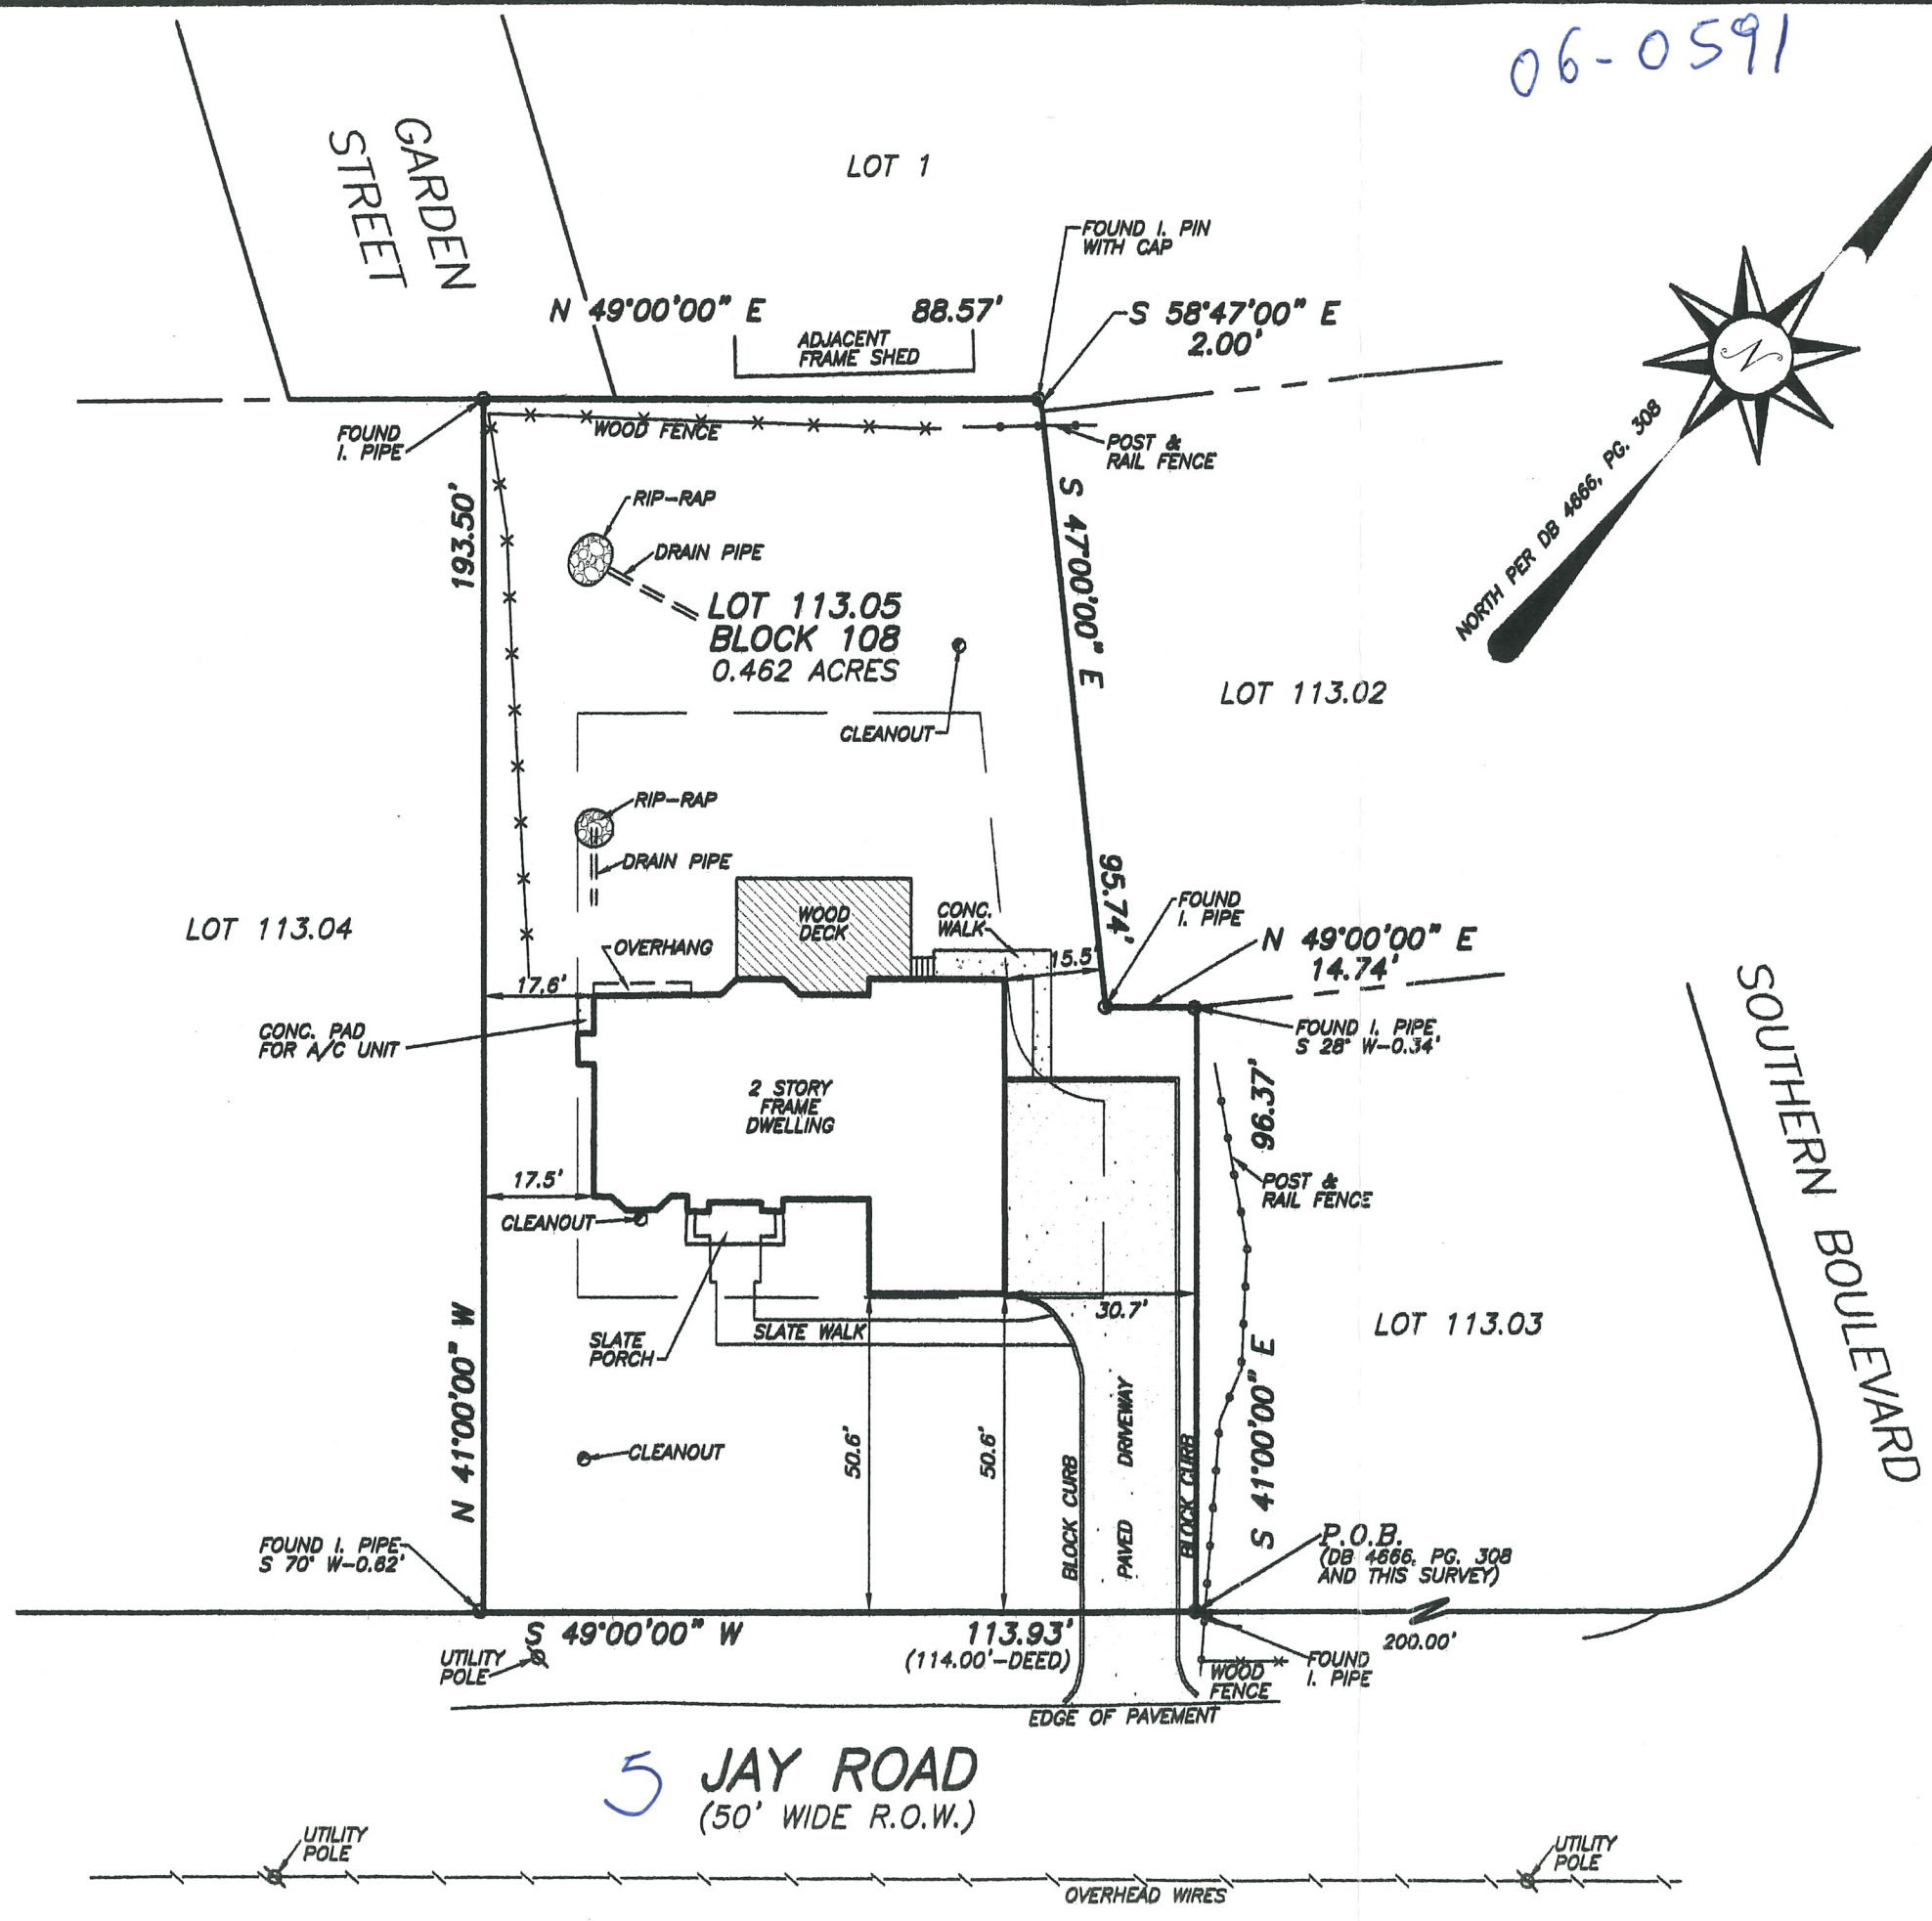 06-0591
GARDEN
STREET
LOT 1
FOUND I. PIN
WITH CAP
N 49°00'00" E 88.57'
S 58°47'00" E
2.00'
ADJACENT
FRAME SHED
N
NORTH PER DB 4866, PG. 308
FOUND
I. PIPE
WOOD FENCE
POST &
RAIL FENCE
193.50'
RIP-RAP
DRAIN PIPE
S 47°00'00" E
LOT 113.05
BLOCK 108
0.462 ACRES
LOT 113.02
CLEANOUT
RIP-RAP
DRAIN PIPE
95.74'
FOUND
I. PIPE
LOT 113.04
WOOD
DECK
CONC.
WALK
N 49°00'00" E
14.74'
OVERHANG
15.5'
17.6'
CONC. PAD
FOR A/C UNIT
FOUND I. PIPE
S 28° W-0.34'
SOUTHERN BOULEVARD
2 STORY
FRAME
DWELLING
96.37'
17.5'
POST &
RAIL FENCE
CLEANOUT
30.7'
SLATE WALK
LOT 113.03
SLATE
PORCH
N 41°00'00" W
S 41°00'00" E
50.6'
50.6'
CLEANOUT
BLOCK CURB
PAVED DRIVEWAY
BLOCK CURB
FOUND I. PIPE
S 70° W-0.62'
P.O.B.
(DB 4666, PG. 308
AND THIS SURVEY)
S 49°00'00" W 113.93'
(114.00'-DEED)
200.00'
UTILITY
POLE
WOOD
FENCE
FOUND
I. PIPE
EDGE OF PAVEMENT
5 JAY ROAD
(50' WIDE R.O.W.)
UTILITY
POLE
UTILITY
POLE
OVERHEAD WIRES